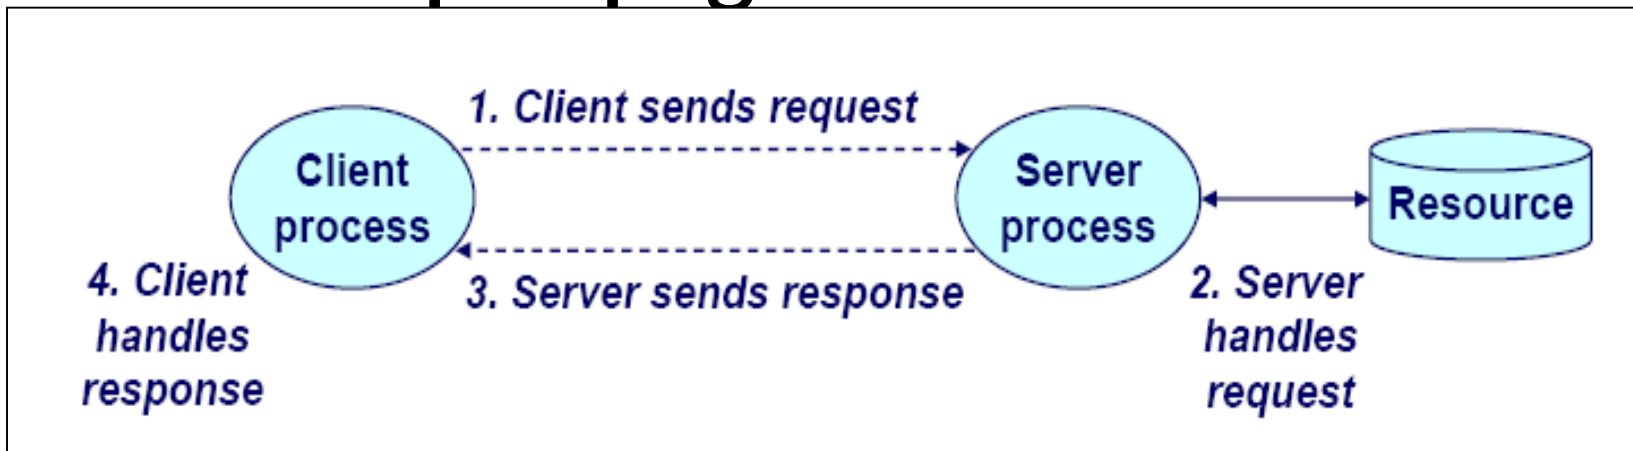 1. Client sends request
Client
process
Server
process
Resource
3. Server sends response
4. Client
handles
response
2. Server
handles
request